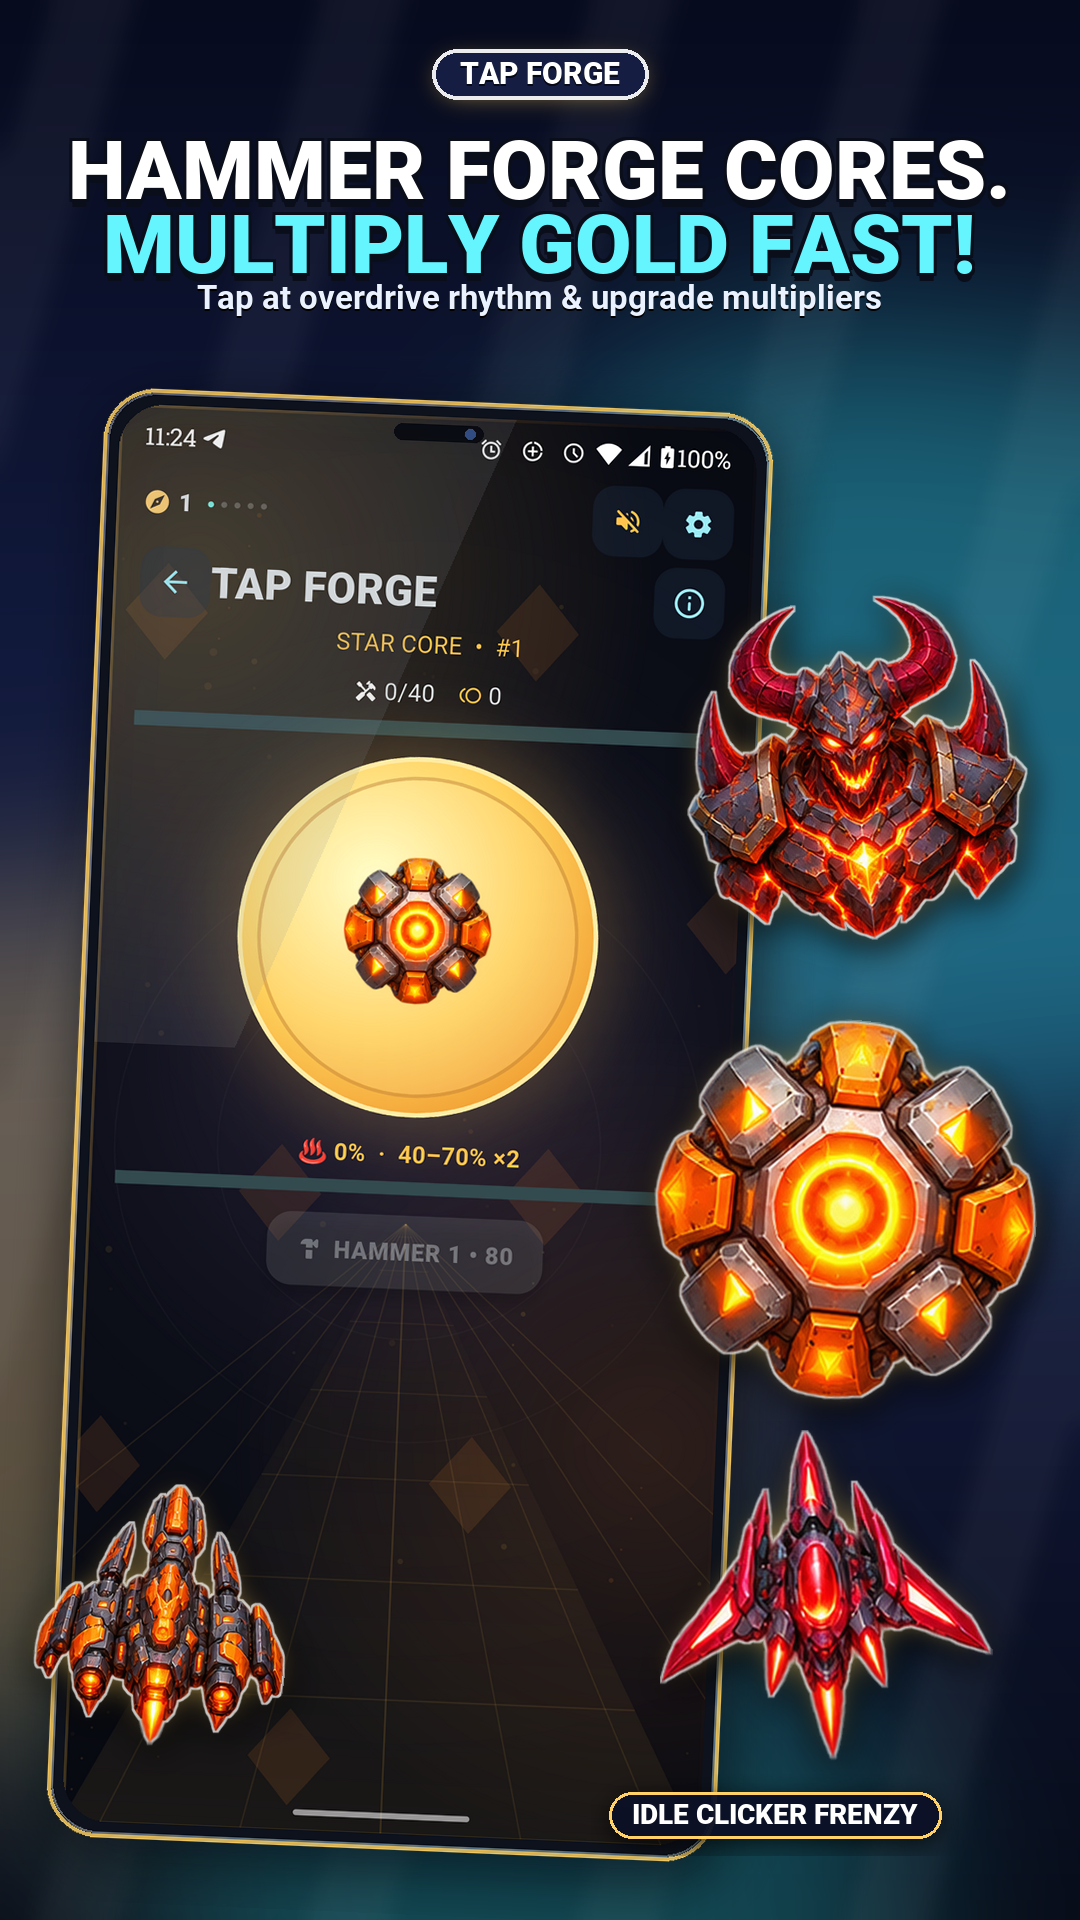 TAP FORGE
HAMMER FORGE CORES.
MULTIPLY GOLD FAST!
Tap at overdrive rhythm & upgrade multipliers
11:24
100%
1
TAP FORGE
STAR CORE • #1
0/40 0
0% · 40–70% ×2
HAMMER 1 • 80
IDLE CLICKER FRENZY